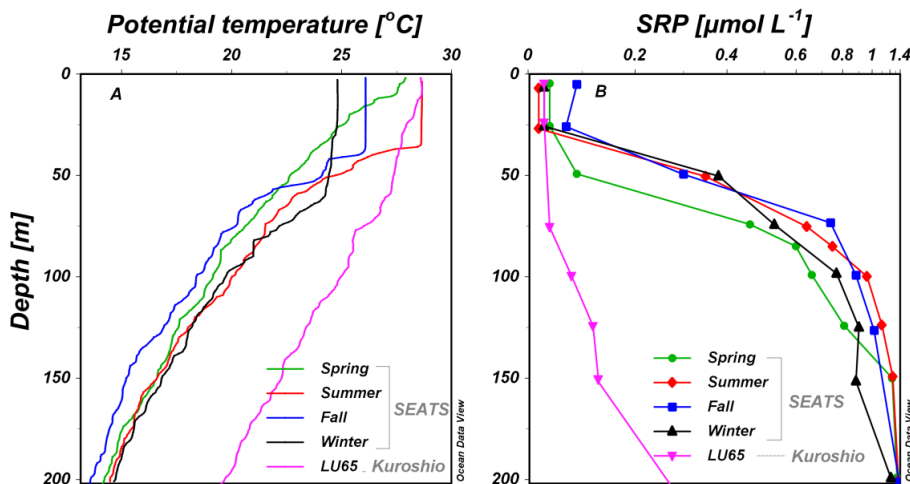 Potential temperature [°C]
15 20 25 30
0
50
100
150
200
Depth [m]
A
Spring
Summer
Fall
Winter
LU65
SEATS
Kuroshio
Ocean Data View
SRP [µmol L-1]
0 0.2 0.4 0.6 0.8 1 1.4
0
50
100
150
200
B
Spring
Summer
Fall
Winter
LU65
SEATS
Kuroshio
Ocean Data View